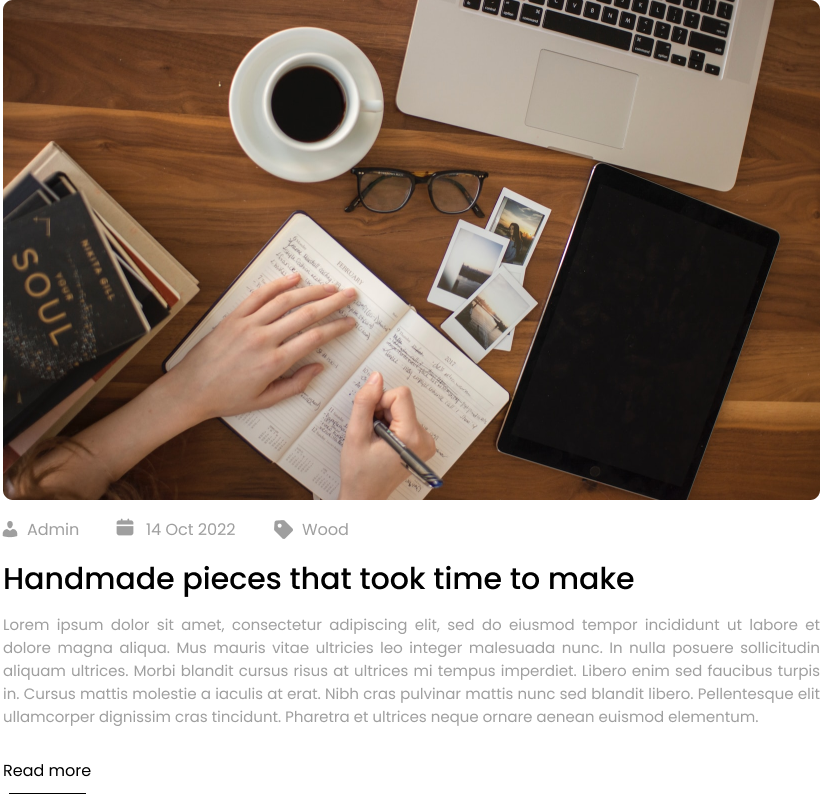 NIKITA GILL
YOUR
SOUL
FEBRUARY
Admin
14 Oct 2022
Wood
Handmade pieces that took time to make
Lorem ipsum dolor sit amet, consectetur adipiscing elit, sed do eiusmod tempor incididunt ut labore et
dolore magna aliqua. Mus mauris vitae ultricies leo integer malesuada nunc. In nulla posuere sollicitudin
aliquam ultrices. Morbi blandit cursus risus at ultrices mi tempus imperdiet. Libero enim sed faucibus turpis
in. Cursus mattis molestie a iaculis at erat. Nibh cras pulvinar mattis nunc sed blandit libero. Pellentesque elit
ullamcorper dignissim cras tincidunt. Pharetra et ultrices neque ornare aenean euismod elementum.
Read more